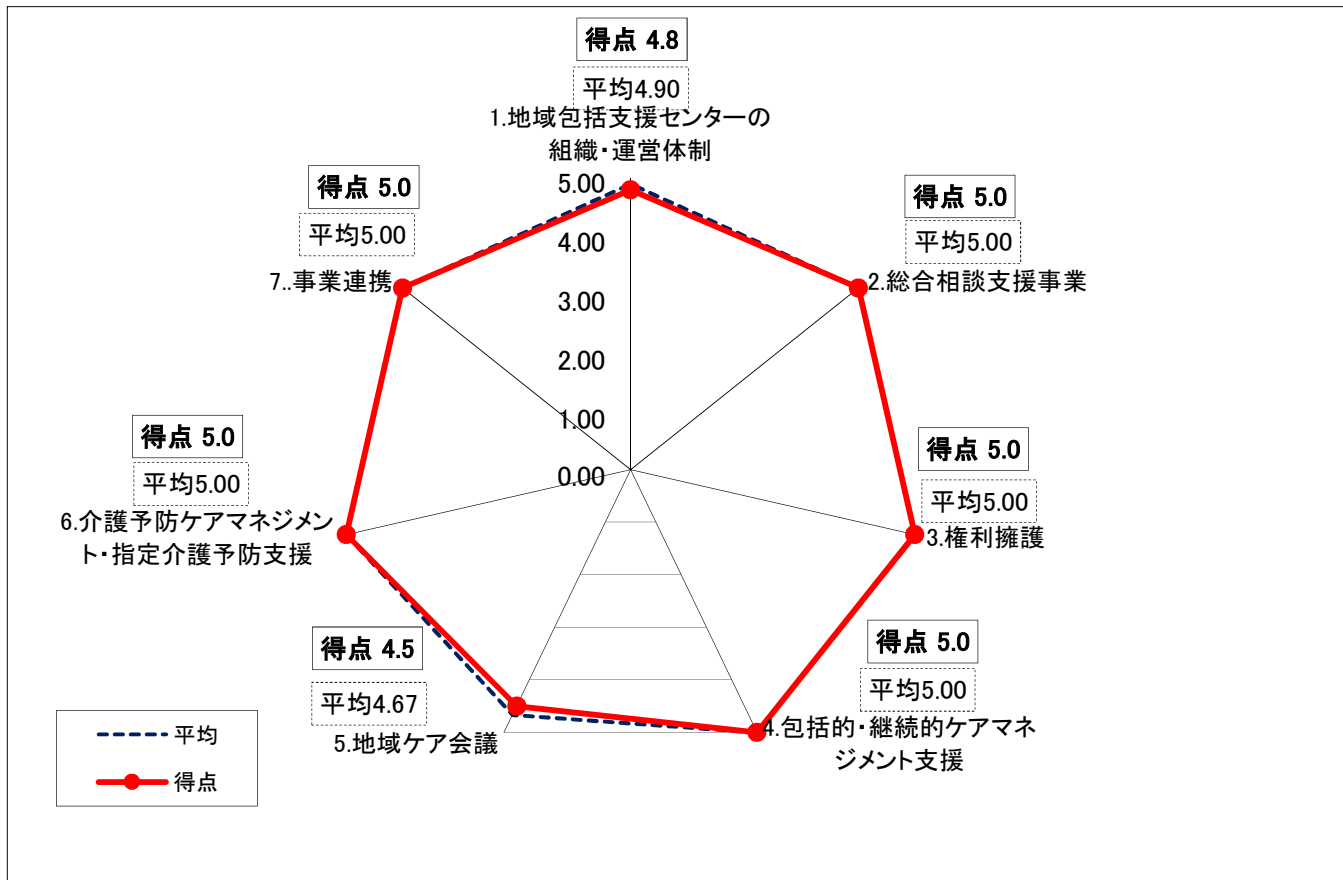 得点 4.8
平均4.90
1.地域包括支援センターの
組織・運営体制
得点 5.0
平均5.00
2.総合相談支援事業
得点 5.0
平均5.00
3.権利擁護
得点 5.0
平均5.00
4.包括的・継続的ケアマネ
ジメント支援
得点 4.5
平均4.67
5.地域ケア会議
得点 5.0
平均5.00
6.介護予防ケアマネジメン
ト・指定介護予防支援
得点 5.0
平均5.00
7..事業連携
5.00
4.00
3.00
2.00
1.00
0.00
平均
得点